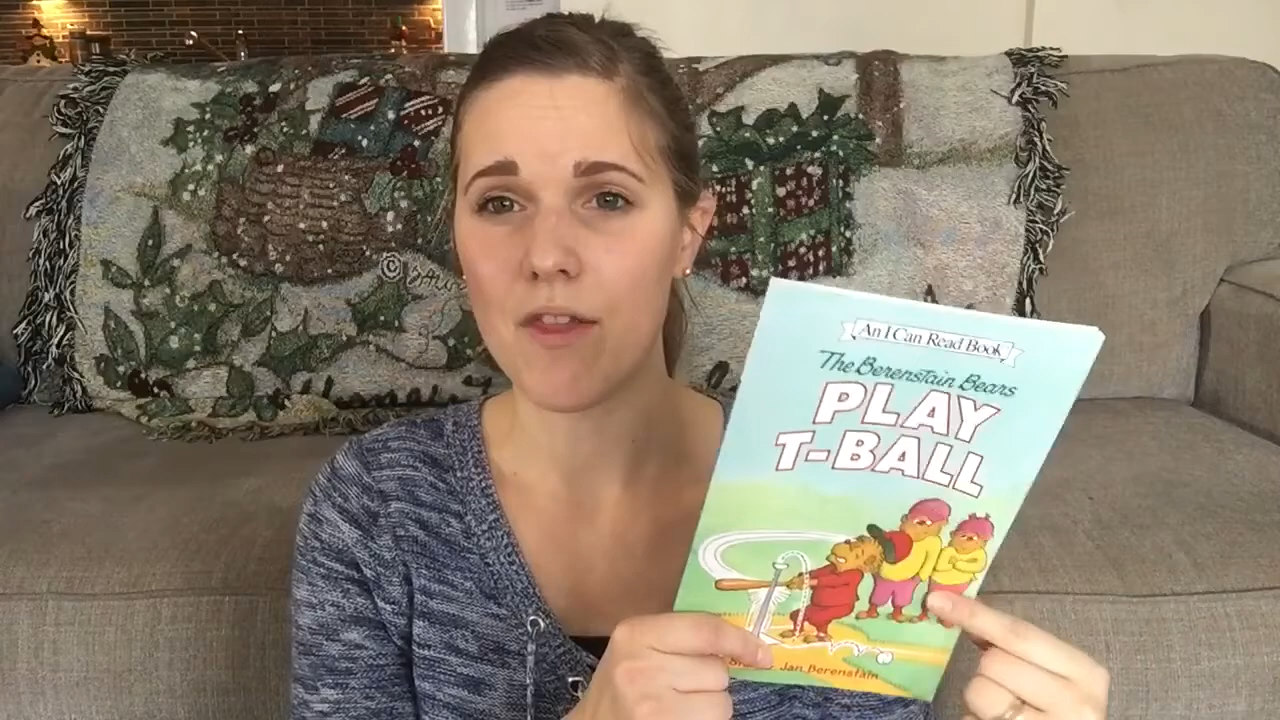 An I Can Read Book
The Berenstain Bears
PLAY
T-BALL
Jan Berenstain